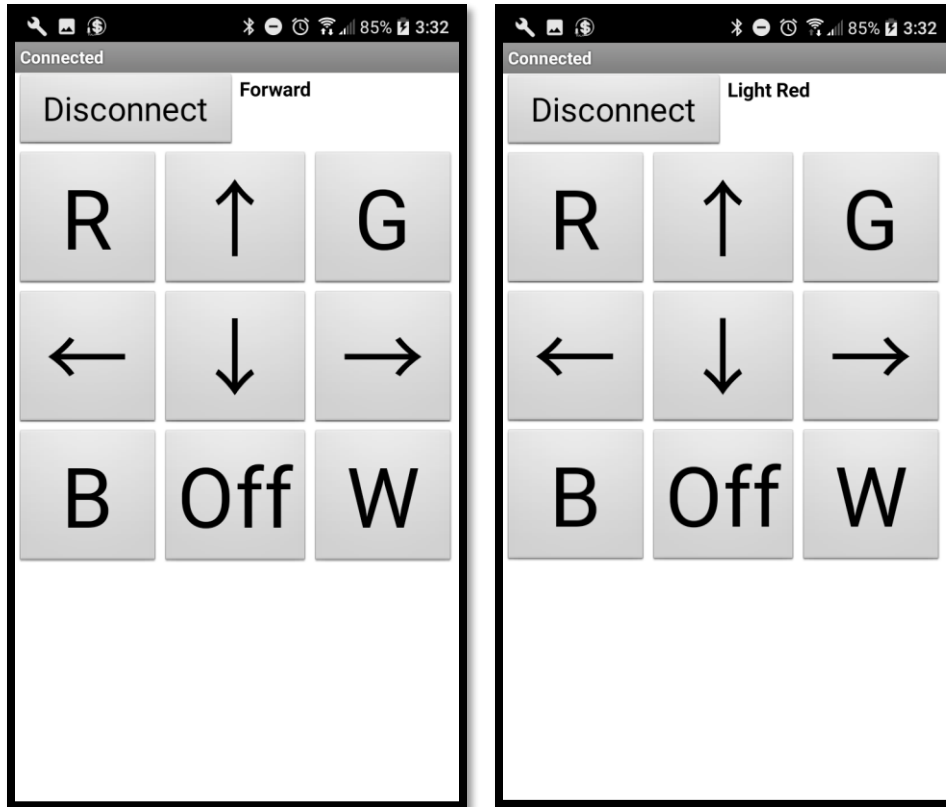 85% 3:32
Connected
Disconnect Forward
R ↑ G
← ↓ →
B Off W
85% 3:32
Connected
Disconnect Light Red
R ↑ G
← ↓ →
B Off W